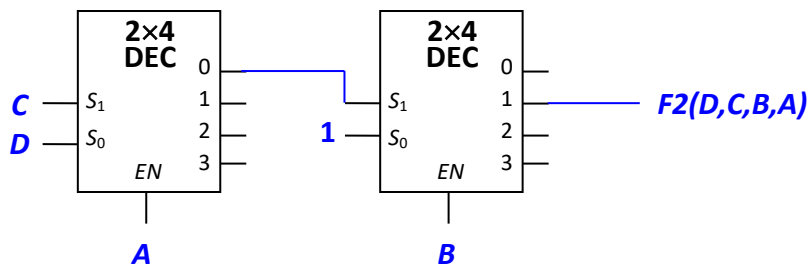 2×4
DEC
0
1
2
3
C
S1
D
S0
EN
A
2×4
DEC
0
1
2
3
S1
1
S0
EN
B
F2(D,C,B,A)